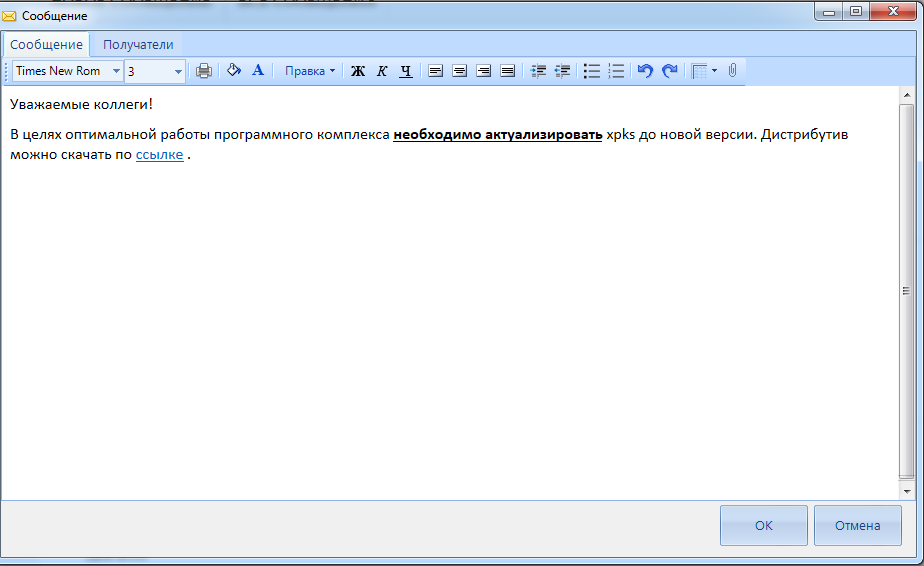 Сообщение
Сообщение Получатели
Times New Rom 3 А Правка Ж К Ч
Уважаемые коллеги!
В целях оптимальной работы программного комплекса необходимо актуализировать xpks до новой версии. Дистрибутив
можно скачать по ссылке .
ОК Отмена